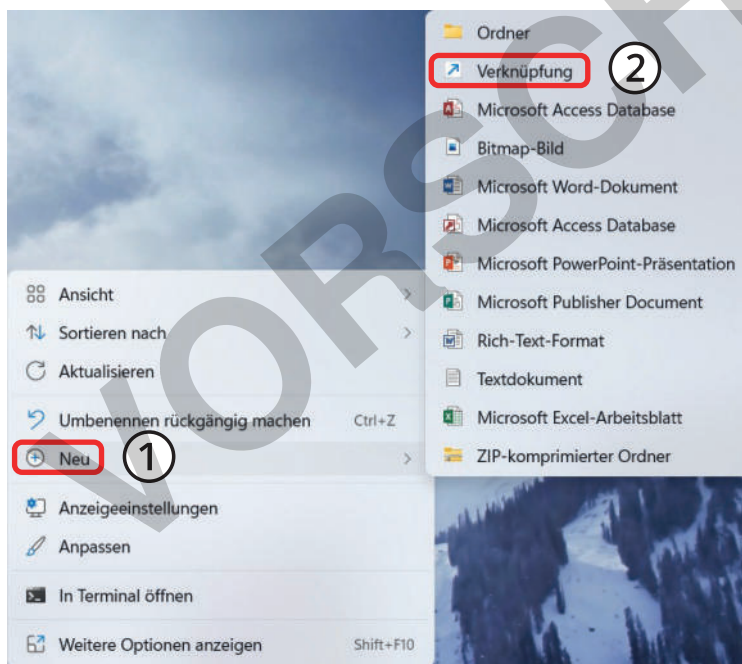 Ansicht
Sortieren nach
Aktualisieren
Umbenennen rückgängig machen Ctrl+Z
Neu 1
Anzeigeeinstellungen
Anpassen
In Terminal öffnen
Weitere Optionen anzeigen Shift+F10
Ordner
Verknüpfung 2
Microsoft Access Database
Bitmap-Bild
Microsoft Word-Dokument
Microsoft Access Database
Microsoft PowerPoint-Präsentation
Microsoft Publisher Document
Rich-Text-Format
Textdokument
Microsoft Excel-Arbeitsblatt
ZIP-komprimierter Ordner
VORSCH